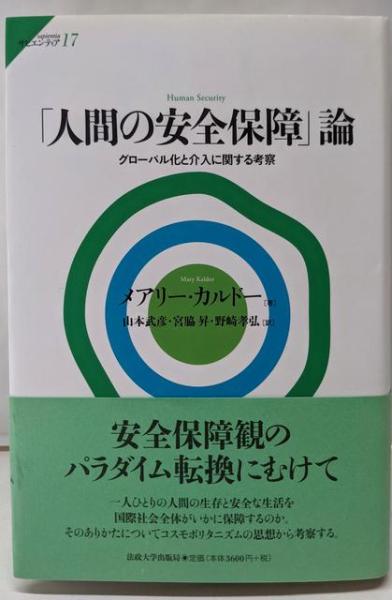 sapientia
サピエンティア 17
Human Security
「人間の安全保障」論
グローバル化と介入に関する考察
Mary Kaldor
メアリー・カルドー［著］
山本武彦・宮脇 昇・野崎孝弘［訳］
安全保障観の
パラダイム転換にむけて
一人ひとりの人間の生存と安全な生活を
国際社会全体がいかに保障するのか。
そのありかたについてコスモポリタニズムの思想から考察する。
法政大学出版局●定価（本体3600円+税）